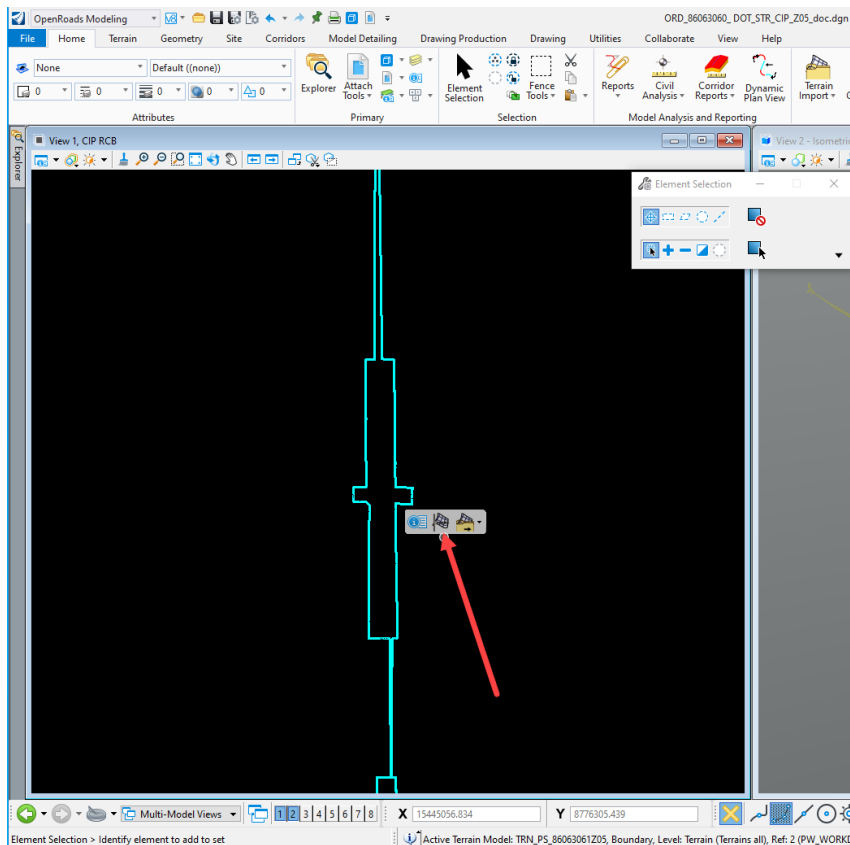 OpenRoads Modeling V8i ORD_86063060_ DOT_STR_CIP_Z05_doc.dgn
File Home Terrain Geometry Site Corridors Model Detailing Drawing Production Drawing Utilities Collaborate View Help
None Default ((none))
0 0 0 0 0
Explorer Attach Tools Element Selection Fence Tools Reports Civil Analysis Corridor Reports Dynamic Plan View Terrain Import
Attributes Primary Selection Model Analysis and Reporting
Explorer
View 1, CIP RCB
View 2 - Isometri
Element Selection
Multi-Model Views 1 2 3 4 5 6 7 8 X 15445056.834 Y 8776305.439
Element Selection > Identify element to add to set
Active Terrain Model: TRN_PS_86063061Z05, Boundary, Level: Terrain (Terrains all), Ref: 2 (PW_WORKD